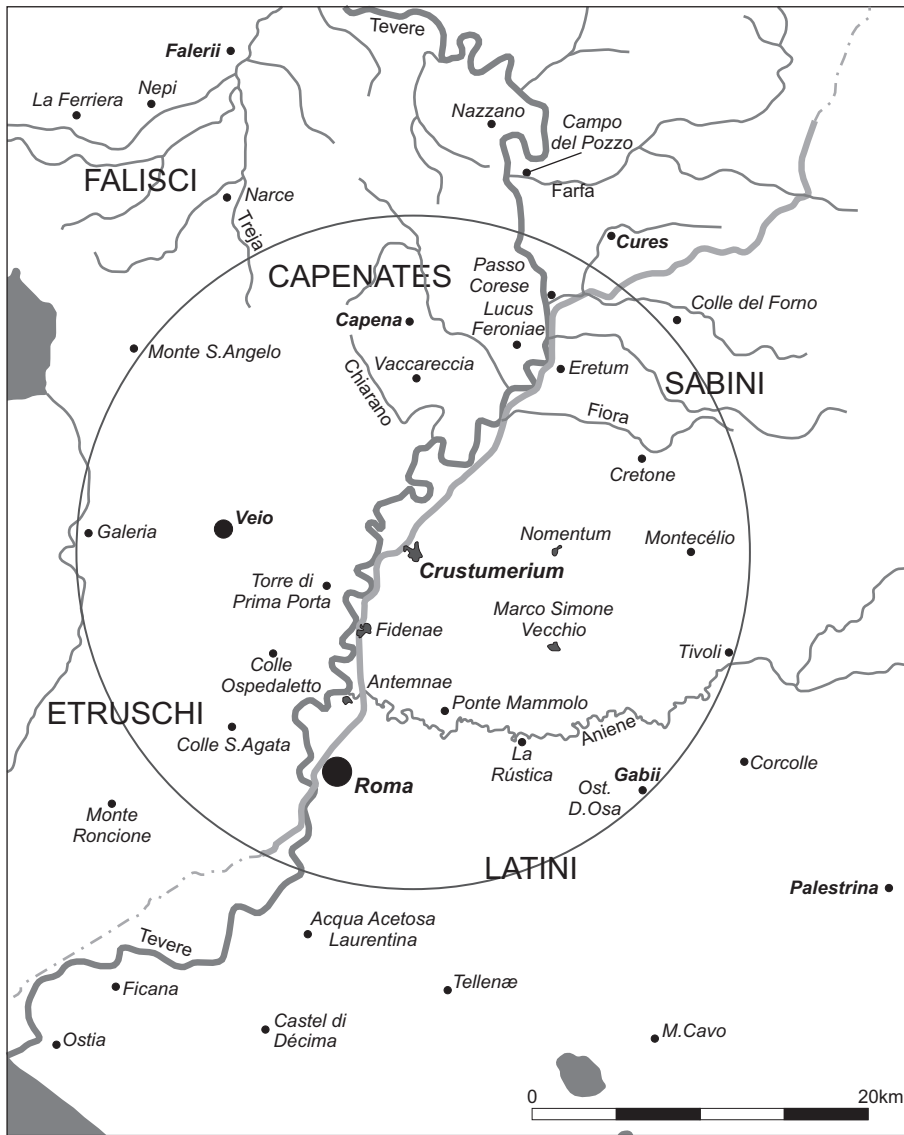 Tevere
Falerii
Nepi
La Ferriera
Nazzano
Campo
del Pozzo
FALISCI
Farfa
Narce
Treja
Cures
CAPENATES
Passo
Corese
Colle del Forno
Lucus
Feroniae
Capena
Monte S.Angelo
Vaccareccia
Eretum
SABINI
Chiarano
Fiora
Cretone
Veio
Galeria
Nomentum
Montecélio
Crustumerium
Torre di
Prima Porta
Marco Simone
Vecchio
Fidenae
Tivoli
Colle
Ospedaletto
Antemnae
ETRUSCHI
Ponte Mammolo
Aniene
Colle S.Agata
La
Rústica
Corcolle
Roma
Gabii
Ost.
D.Osa
Monte
Roncione
LATINI
Palestrina
Acqua Acetosa
Laurentina
Tevere
Ficana
Tellenæ
Castel di
Décima
Ostia
M.Cavo
0 20km